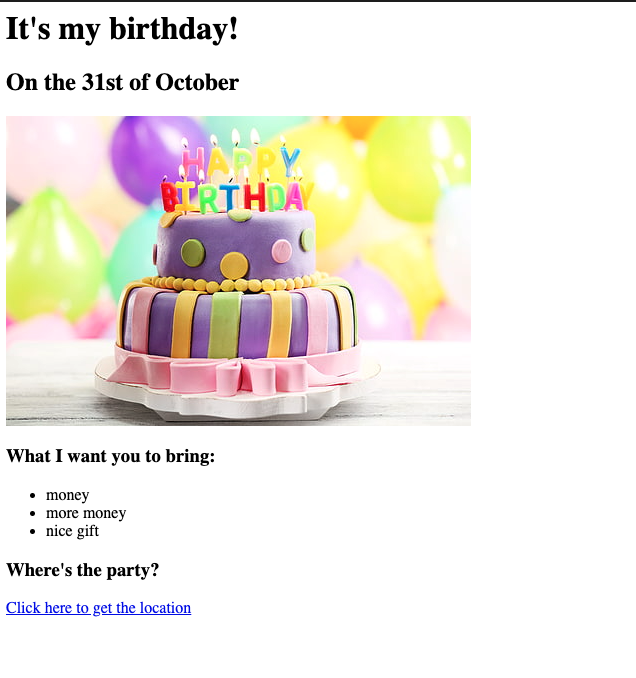 It's my birthday!
On the 31st of October
HAPPY
BIRTHDAY
What I want you to bring:
money
more money
nice gift
Where's the party?
Click here to get the location